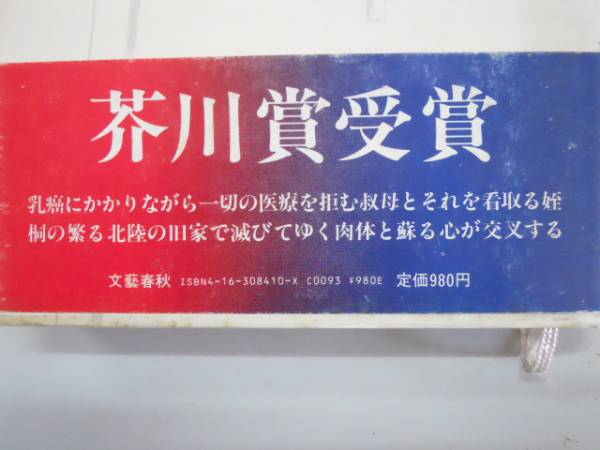 芥川賞受賞
乳癌にかかりながら一切の医療を拒む叔母とそれを看取る姪
桐の繁る北陸の旧家で滅びてゆく肉体と蘇る心が交叉する
文藝春秋 ISBN4-16-308410-X C0093 ¥980E 定価980円